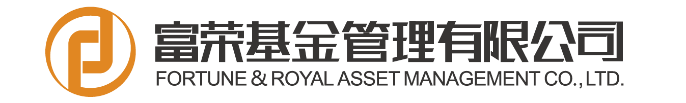 富荣基金管理有限公司
FORTUNE & ROYAL ASSET MANAGEMENT CO., LTD.